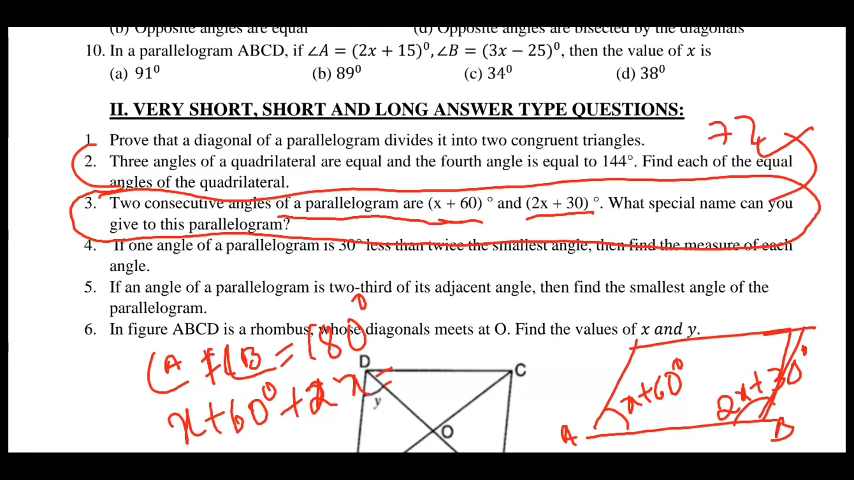 (b) Opposite angles are equal (d) Opposite angles are bisected by the diagonals
10. In a parallelogram ABCD, if ∠A = (2x + 15)⁰, ∠B = (3x − 25)⁰, then the value of x is
(a) 91⁰ (b) 89⁰ (c) 34⁰ (d) 38⁰
II. VERY SHORT, SHORT AND LONG ANSWER TYPE QUESTIONS:
72
1. Prove that a diagonal of a parallelogram divides it into two congruent triangles.
2. Three angles of a quadrilateral are equal and the fourth angle is equal to 144°. Find each of the equal
angles of the quadrilateral.
3. Two consecutive angles of a parallelogram are (x + 60) ° and (2x + 30) °. What special name can you
give to this parallelogram?
4. If one angle of a parallelogram is 30° less than twice the smallest angle, then find the measure of each
angle.
5. If an angle of a parallelogram is two-third of its adjacent angle, then find the smallest angle of the
parallelogram.
6. In figure ABCD is a rhombus, whose diagonals meets at O. Find the values of x and y.
∠A + ∠B = 180⁰
x+60⁰+2x
D
C
y
O
x+60⁰
2x+30⁰
A
B